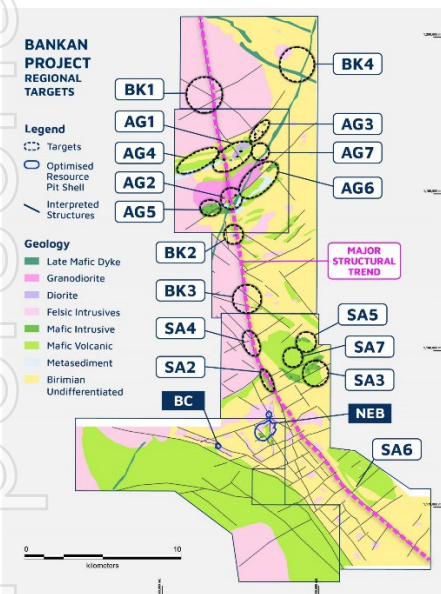 BANKAN
PROJECT
REGIONAL
TARGETS
BK4
BK1
AG1
AG3
AG4
AG7
AG2
AG6
AG5
BK2
MAJOR
STRUCTURAL
TREND
BK3
SA5
SA4
SA7
SA2
SA3
BC
NEB
SA6
Legend
Targets
Optimised
Resource
Pit Shell
Interpreted
Structures
Geology
Late Mafic Dyke
Granodiorite
Diorite
Felsic Intrusives
Mafic Intrusive
Mafic Volcanic
Metasediment
Birimian
Undifferentiated
0 10
kilometers